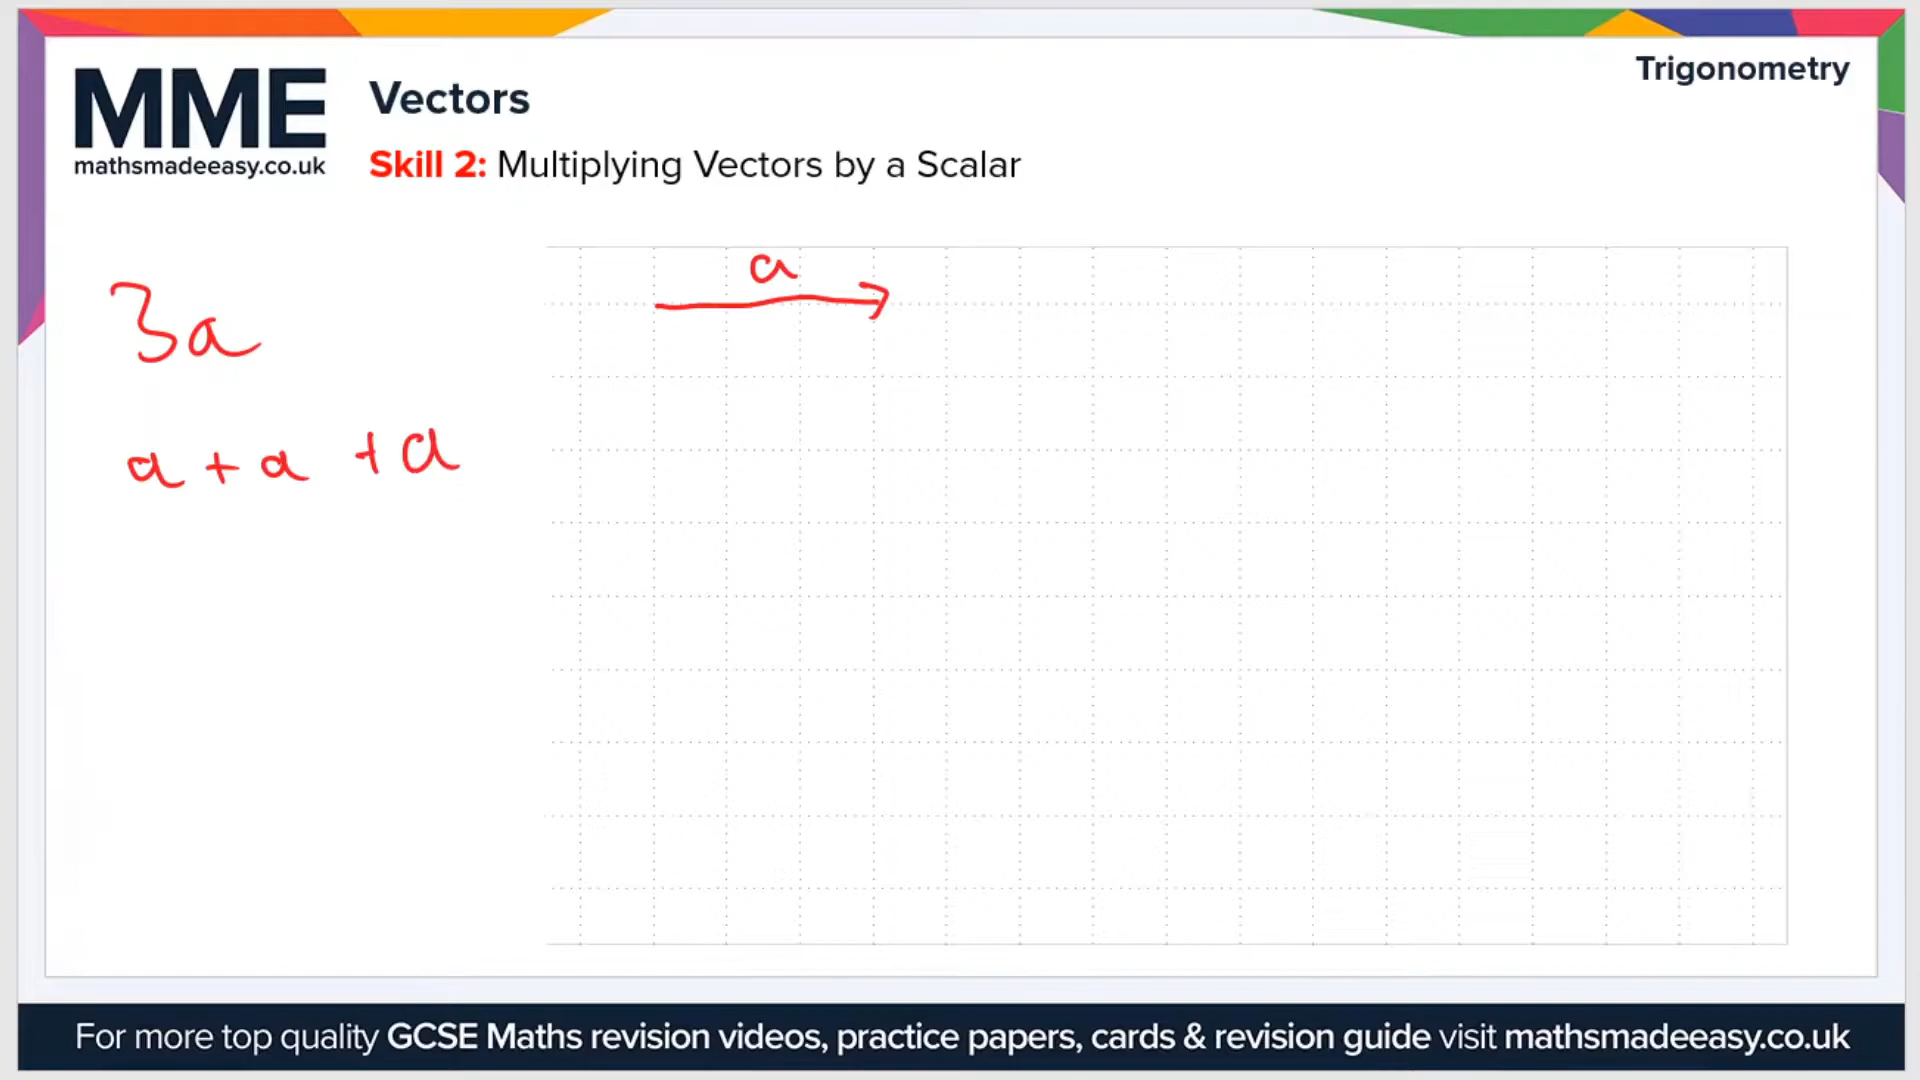 Trigonometry
MME
mathsmadeeasy.co.uk
Vectors
Skill 2: Multiplying Vectors by a Scalar
a
3a
a + a + a
For more top quality GCSE Maths revision videos, practice papers, cards & revision guide visit mathsmadeeasy.co.uk